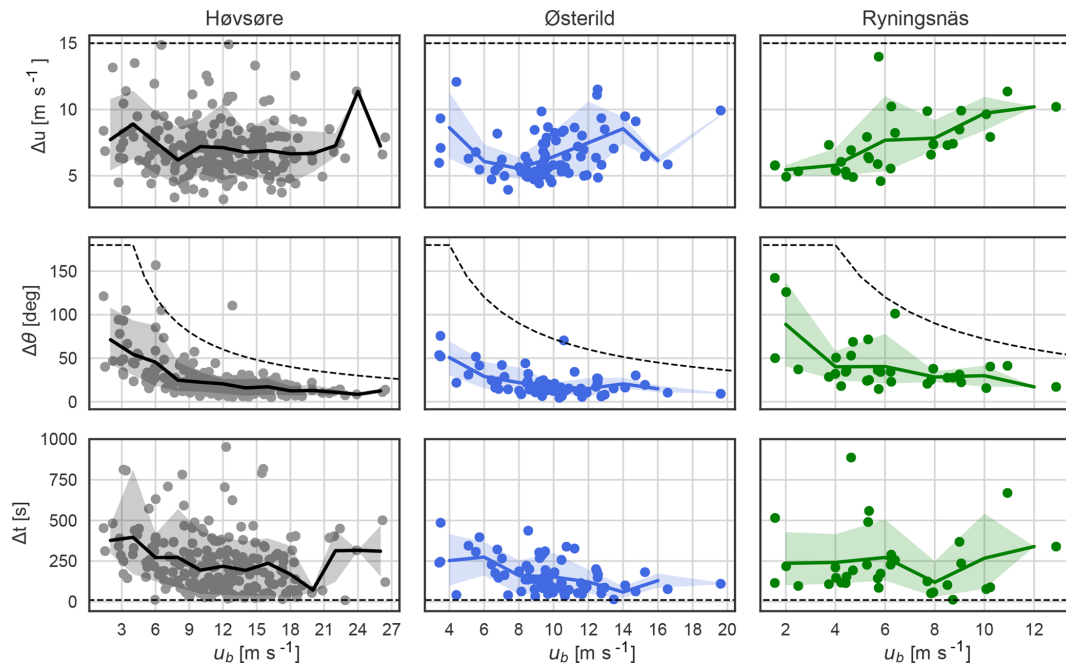 Høvsøre Østerild Ryningsnäs
Δu [m s⁻¹]
15
10
5
Δθ [deg]
150
100
50
0
Δt [s]
1000
750
500
250
0
3 6 9 12 15 18 21 24 27
4 6 8 10 12 14 16 18 20
2 4 6 8 10 12
u_b [m s⁻¹] u_b [m s⁻¹] u_b [m s⁻¹]